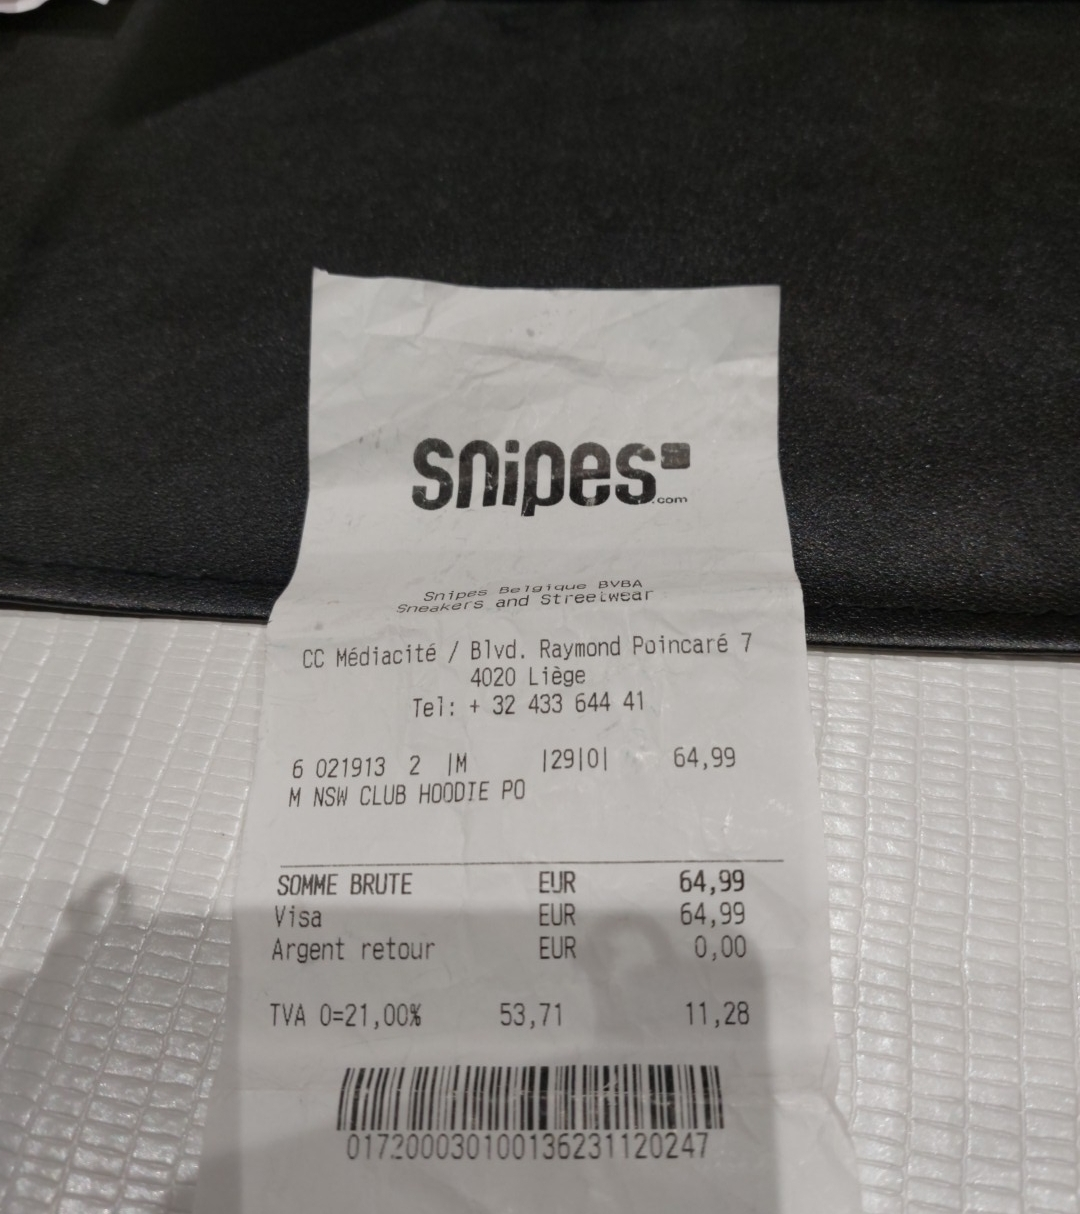 snipes
.com
Snipes Belgique BVBA
Sneakers and Streetwear
CC Médiacité / Blvd. Raymond Poincaré 7
4020 Liège
Tel: + 32 433 644 41
6 021913 2 |M |29|0| 64,99
M NSW CLUB HOODIE PO
SOMME BRUTE EUR 64,99
Visa EUR 64,99
Argent retour EUR 0,00
TVA 0=21,00% 53,71 11,28
017200030100136231120247